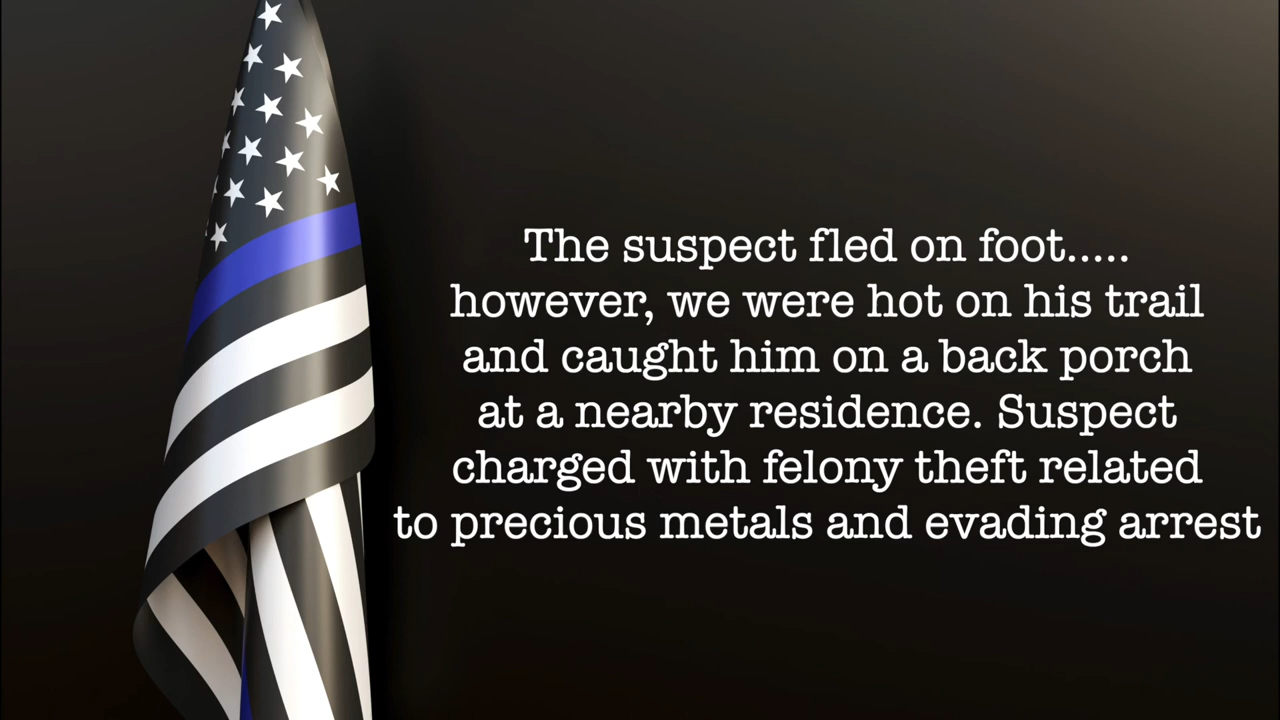 The suspect fled on foot.....
however, we were hot on his trail
and caught him on a back porch
at a nearby residence. Suspect
charged with felony theft related
to precious metals and evading arrest